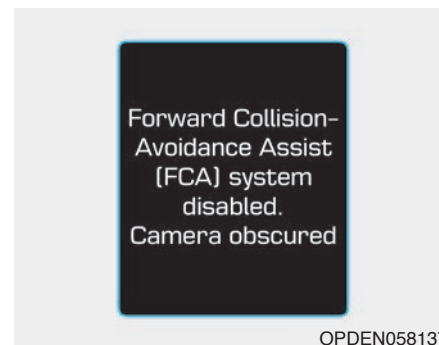 Forward Collision-
Avoidance Assist
(FCA) system
disabled.
Camera obscured
OPDEN058137